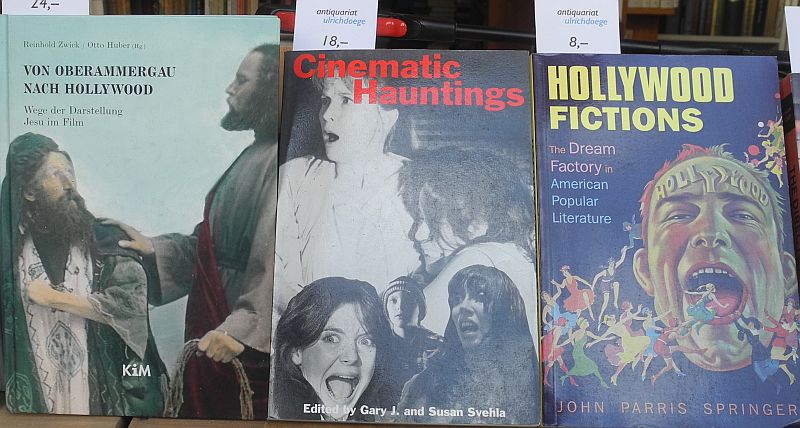 24,–
Reinhold Zwick / Otto Huber (Hg.)
VON OBERAMMERGAU
NACH HOLLYWOOD
Wege der Darstellung
Jesu im Film
KiM
antiquariat
ulrichdoege
18,–
Cinematic
Hauntings
Edited by Gary J. and Susan Svehla
antiquariat
ulrichdoege
8,–
HOLLYWOOD
FICTIONS
The Dream
Factory in
American
Popular
Literature
HOLLYWOOD
JOHN PARRIS SPRINGER